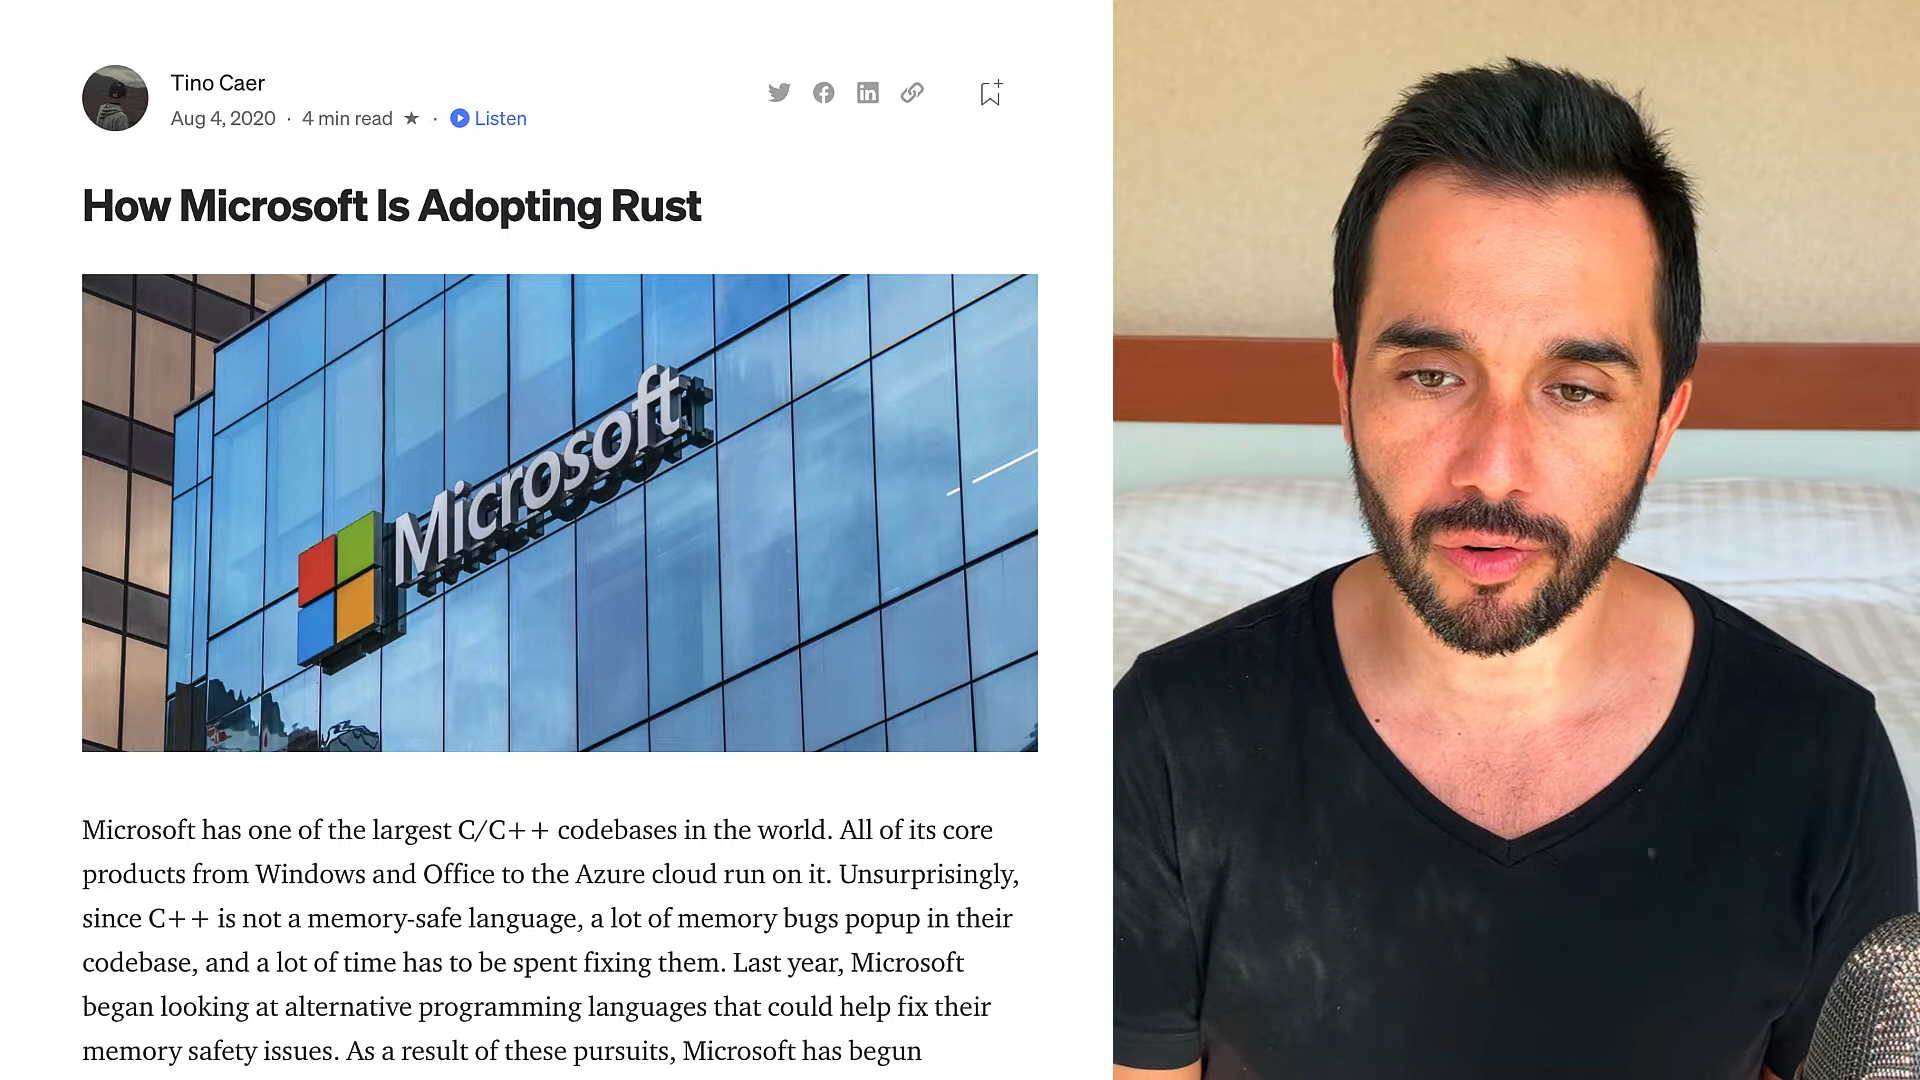 Tino Caer
Aug 4, 2020 · 4 min read ★ · Listen
How Microsoft Is Adopting Rust
Microsoft
Microsoft has one of the largest C/C++ codebases in the world. All of its core
products from Windows and Office to the Azure cloud run on it. Unsurprisingly,
since C++ is not a memory-safe language, a lot of memory bugs popup in their
codebase, and a lot of time has to be spent fixing them. Last year, Microsoft
began looking at alternative programming languages that could help fix their
memory safety issues. As a result of these pursuits, Microsoft has begun